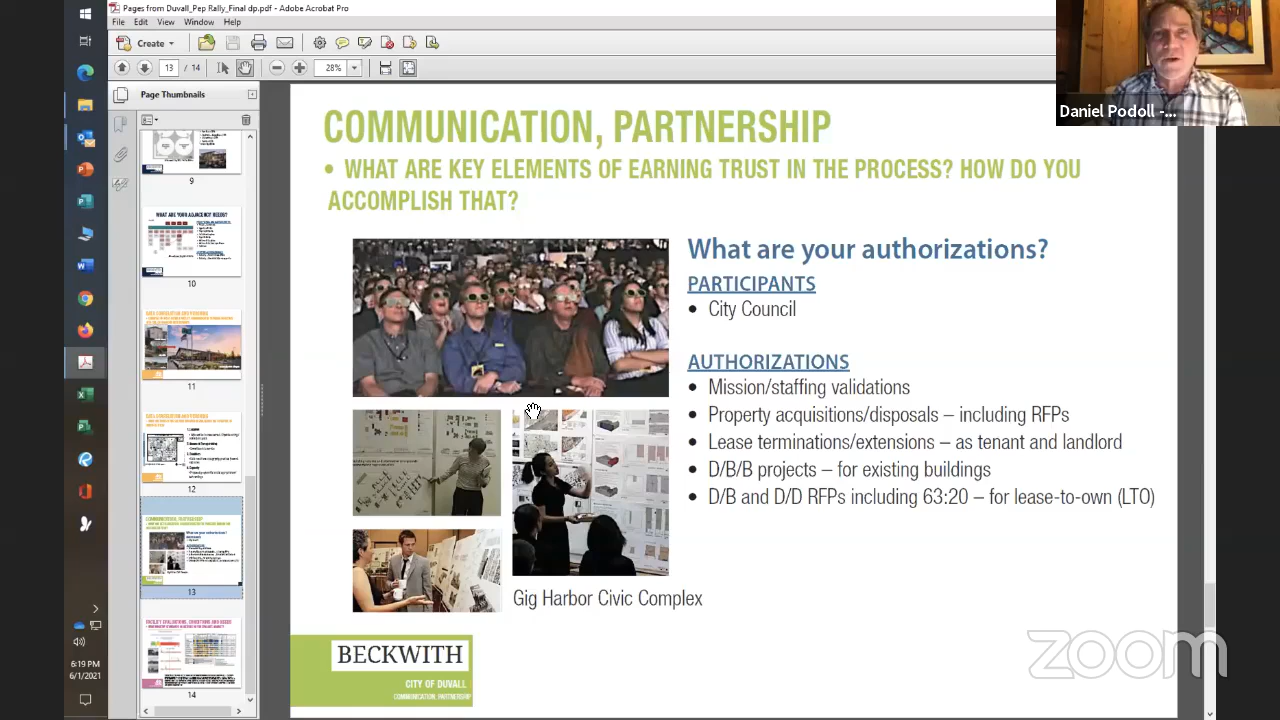 Pages from Duvall_Pep Rally_Final dp.pdf - Adobe Acrobat Pro
File Edit View Window Help
Create
13 / 14
28%
Page Thumbnails
Daniel Podoll -...
9
WHAT ARE YOUR ADJACENCY NEEDS?
10
11
12
13
14
COMMUNICATION, PARTNERSHIP
• WHAT ARE KEY ELEMENTS OF EARNING TRUST IN THE PROCESS? HOW DO YOU
ACCOMPLISH THAT?
What are your authorizations?
PARTICIPANTS
• City Council
AUTHORIZATIONS
• Mission/staffing validations
• Property acquisitions/disposals – including RFPs
• Lease terminations/extensions – as tenant and landlord
• D/B/B projects – for existing buildings
• D/B and D/D RFPs including 63:20 – for lease-to-own (LTO)
Gig Harbor Civic Complex
BECKWITH
CITY OF DUVALL
COMMUNICATION, PARTNERSHIP
zoom
6:19 PM
6/1/2021